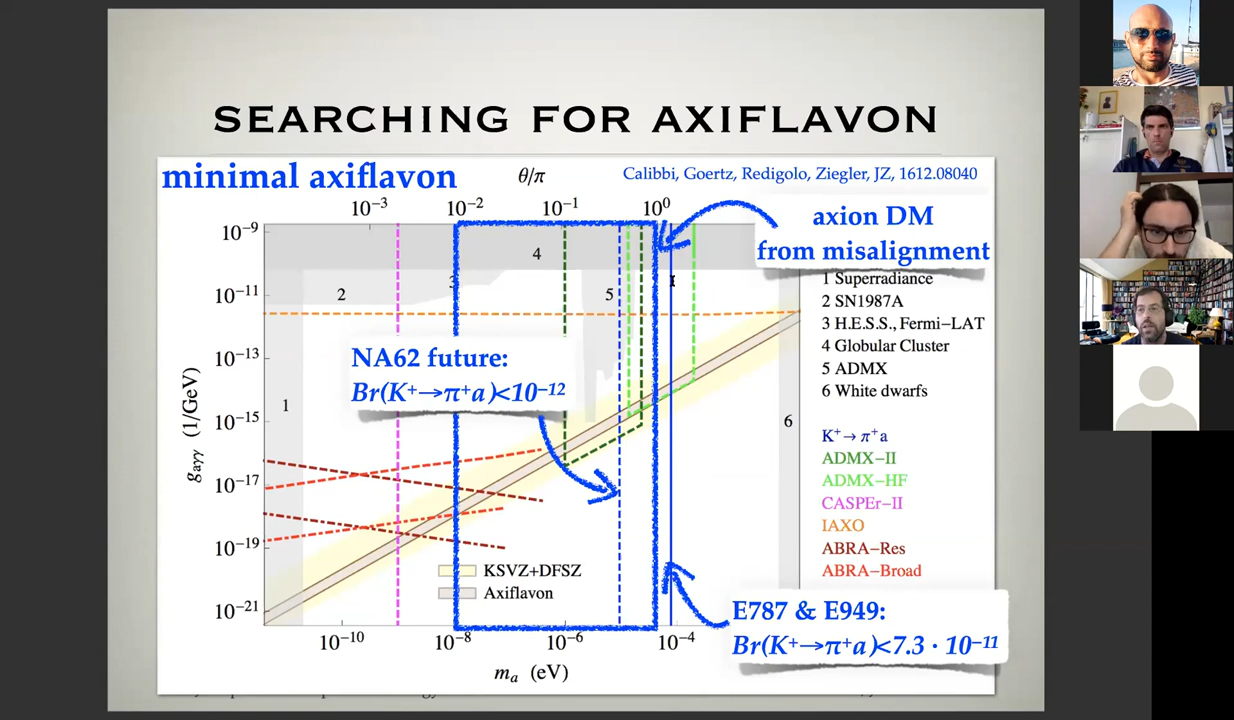 SEARCHING FOR AXIFLAVON
minimal axiflavon
θ/π
Calibbi, Goertz, Redigolo, Ziegler, JZ, 1612.08040
10⁻³ 10⁻² 10⁻¹ 10⁰
axion DM
from misalignment
10⁻⁹
10⁻¹¹
10⁻¹³
10⁻¹⁵
10⁻¹⁷
10⁻¹⁹
10⁻²¹
gₐγγ (1/GeV)
4
2
3
5
1
6
1 Superradiance
2 SN1987A
3 H.E.S.S., Fermi-LAT
4 Globular Cluster
5 ADMX
6 White dwarfs
NA62 future:
Br(K⁺→π⁺a)<10⁻¹²
K⁺→π⁺a
ADMX-II
ADMX-HF
CASPEr-II
IAXO
ABRA-Res
ABRA-Broad
KSVZ+DFSZ
Axiflavon
E787 & E949:
Br(K⁺→π⁺a)<7.3 · 10⁻¹¹
10⁻¹⁰ 10⁻⁸ 10⁻⁶ 10⁻⁴
mₐ (eV)